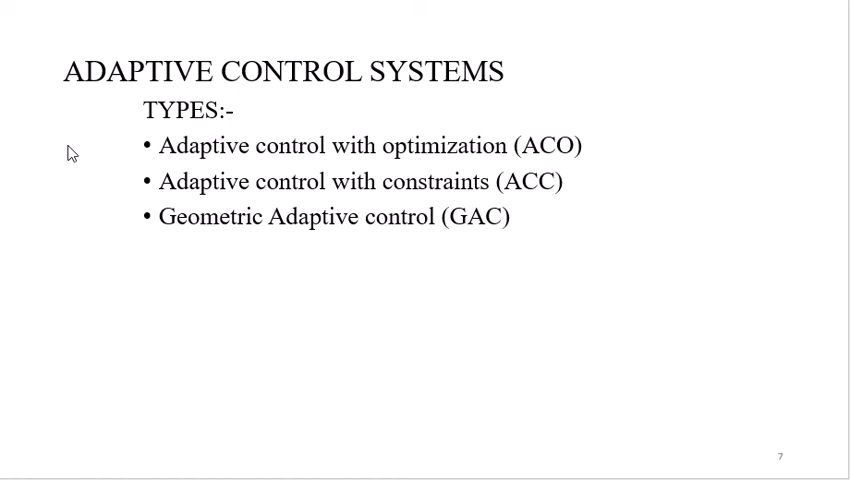 ADAPTIVE CONTROL SYSTEMS
TYPES:-
• Adaptive control with optimization (ACO)
• Adaptive control with constraints (ACC)
• Geometric Adaptive control (GAC)
7